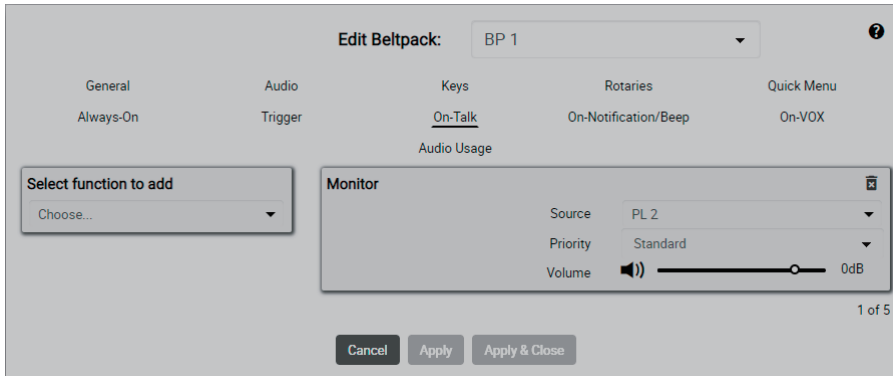 Edit Beltpack: BP 1 ?
General Audio Keys Rotaries Quick Menu
Always-On Trigger On-Talk On-Notification/Beep On-VOX
Audio Usage
Select function to add
Choose...
Monitor
Source PL 2
Priority Standard
Volume 0dB
1 of 5
Cancel Apply Apply & Close